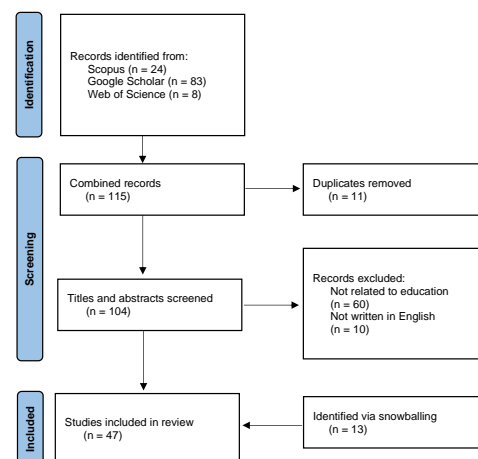 Identification
Records identified from:
Scopus (n = 24)
Google Scholar (n = 83)
Web of Science (n = 8)
Screening
Combined records
(n = 115)
Duplicates removed
(n = 11)
Titles and abstracts screened
(n = 104)
Records excluded:
Not related to education
(n = 60)
Not written in English
(n = 10)
Included
Studies included in review
(n = 47)
Identified via snowballing
(n = 13)